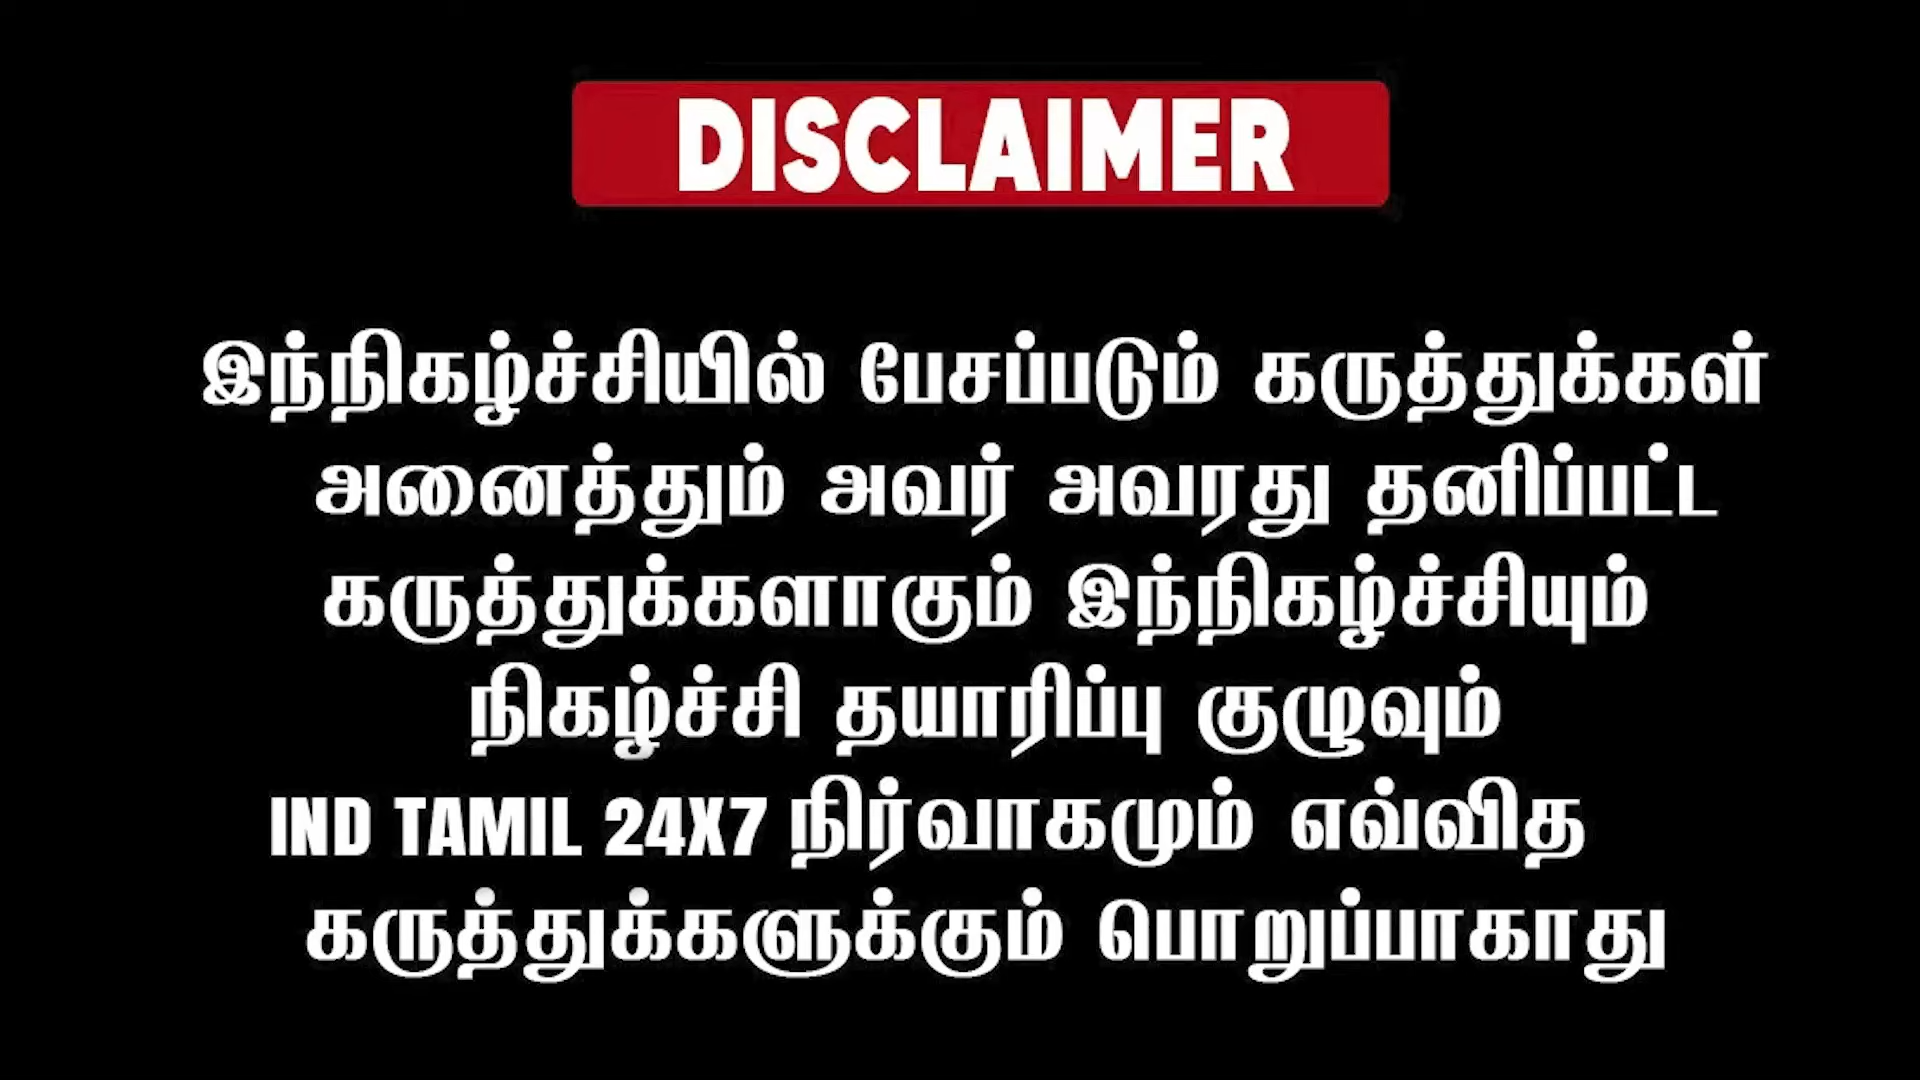 DISCLAIMER
இந்நிகழ்ச்சியில் பேசப்படும் கருத்துக்கள்
அனைத்தும் அவர் அவரது தனிப்பட்ட
கருத்துக்களாகும் இந்நிகழ்ச்சியும்
நிகழ்ச்சி தயாரிப்பு குழுவும்
IND TAMIL 24X7 நிர்வாகமும் எவ்வித
கருத்துக்களுக்கும் பொறுப்பாகாது